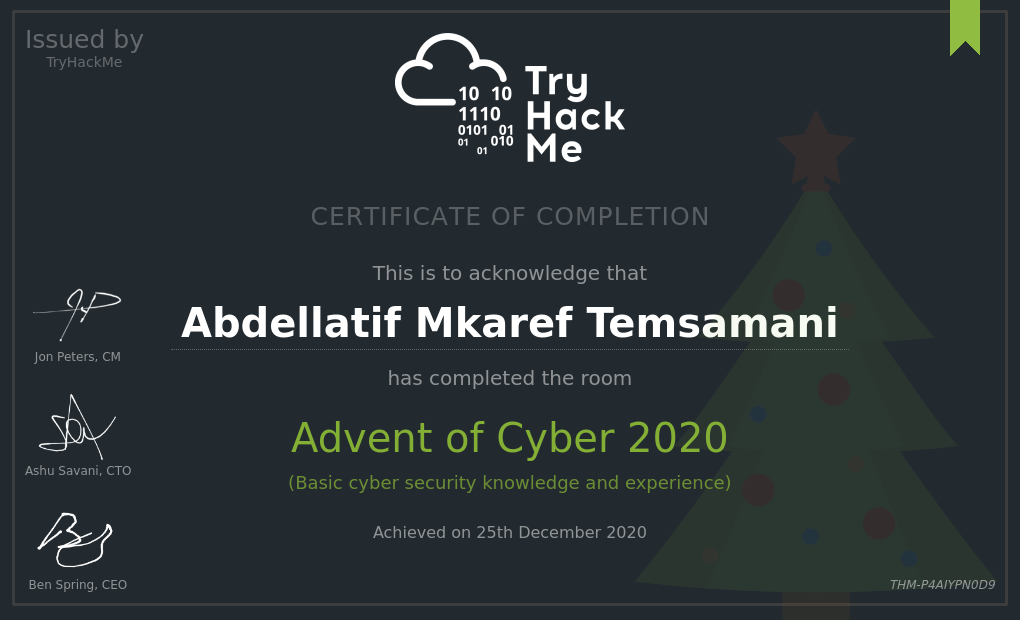 Issued by
TryHackMe
10 10
1110
0101 01
01 010
01
Try
Hack
Me
CERTIFICATE OF COMPLETION
This is to acknowledge that
Abdellatif Mkaref Temsamani
has completed the room
Advent of Cyber 2020
(Basic cyber security knowledge and experience)
Achieved on 25th December 2020
Jon Peters, CM
Ashu Savani, CTO
Ben Spring, CEO
THM-P4AIYPN0D9